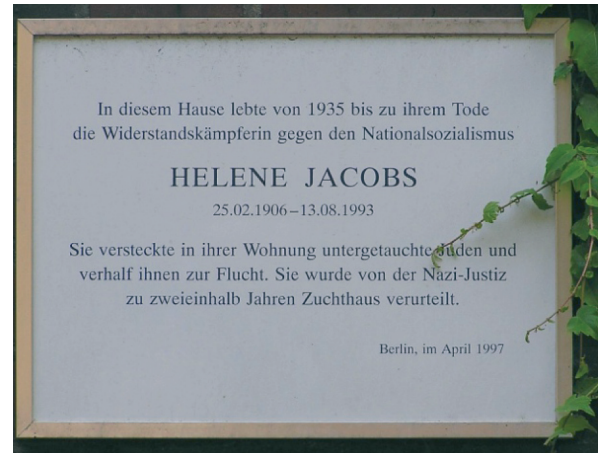 In diesem Hause lebte von 1935 bis zu ihrem Tode
die Widerstandskämpferin gegen den Nationalsozialismus
HELENE JACOBS
25.02.1906–13.08.1993
Sie versteckte in ihrer Wohnung untergetauchte Juden und
verhalf ihnen zur Flucht. Sie wurde von der Nazi-Justiz
zu zweieinhalb Jahren Zuchthaus verurteilt.
Berlin, im April 1997